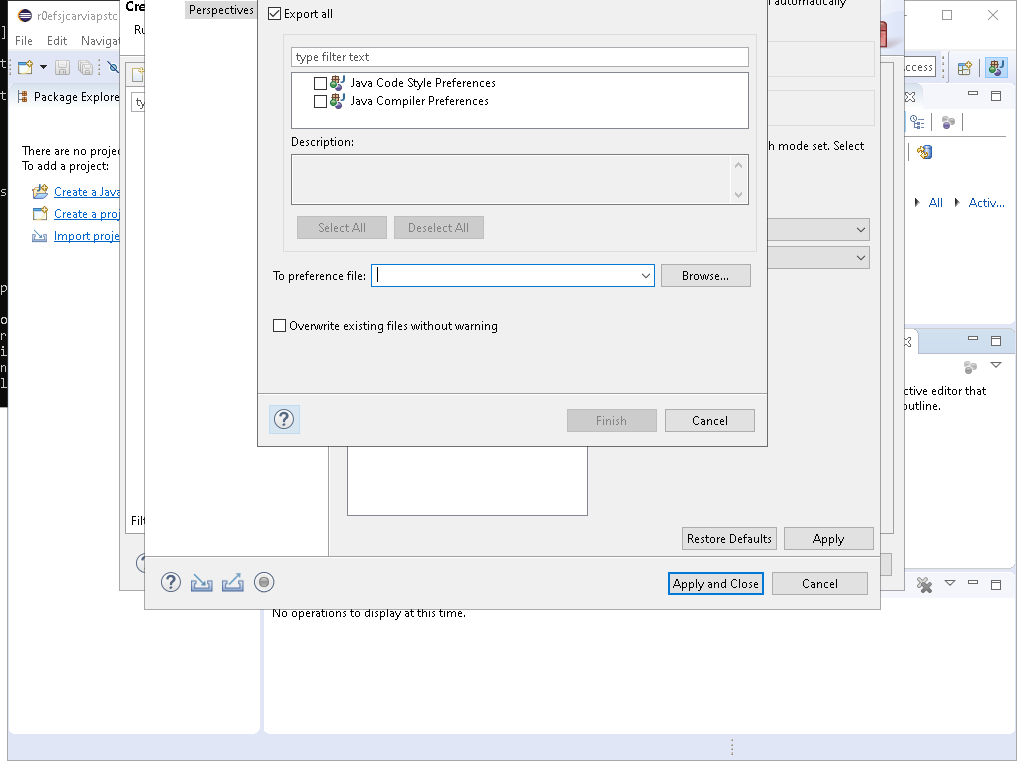 r0efsjcarviapstc
File Edit Navigat
Package Explore
There are no projec
To add a project:
Create a Java
Create a proj
Import proje
Cre
Ru
ty
Filt
Perspectives
Export all
type filter text
Java Code Style Preferences
Java Compiler Preferences
Description:
Select All Deselect All
To preference file: Browse...
Overwrite existing files without warning
Finish Cancel
automatically
h mode set. Select
Restore Defaults Apply
Apply and Close Cancel
ccess
All Activ...
ctive editor that
outline.
No operations to display at this time.